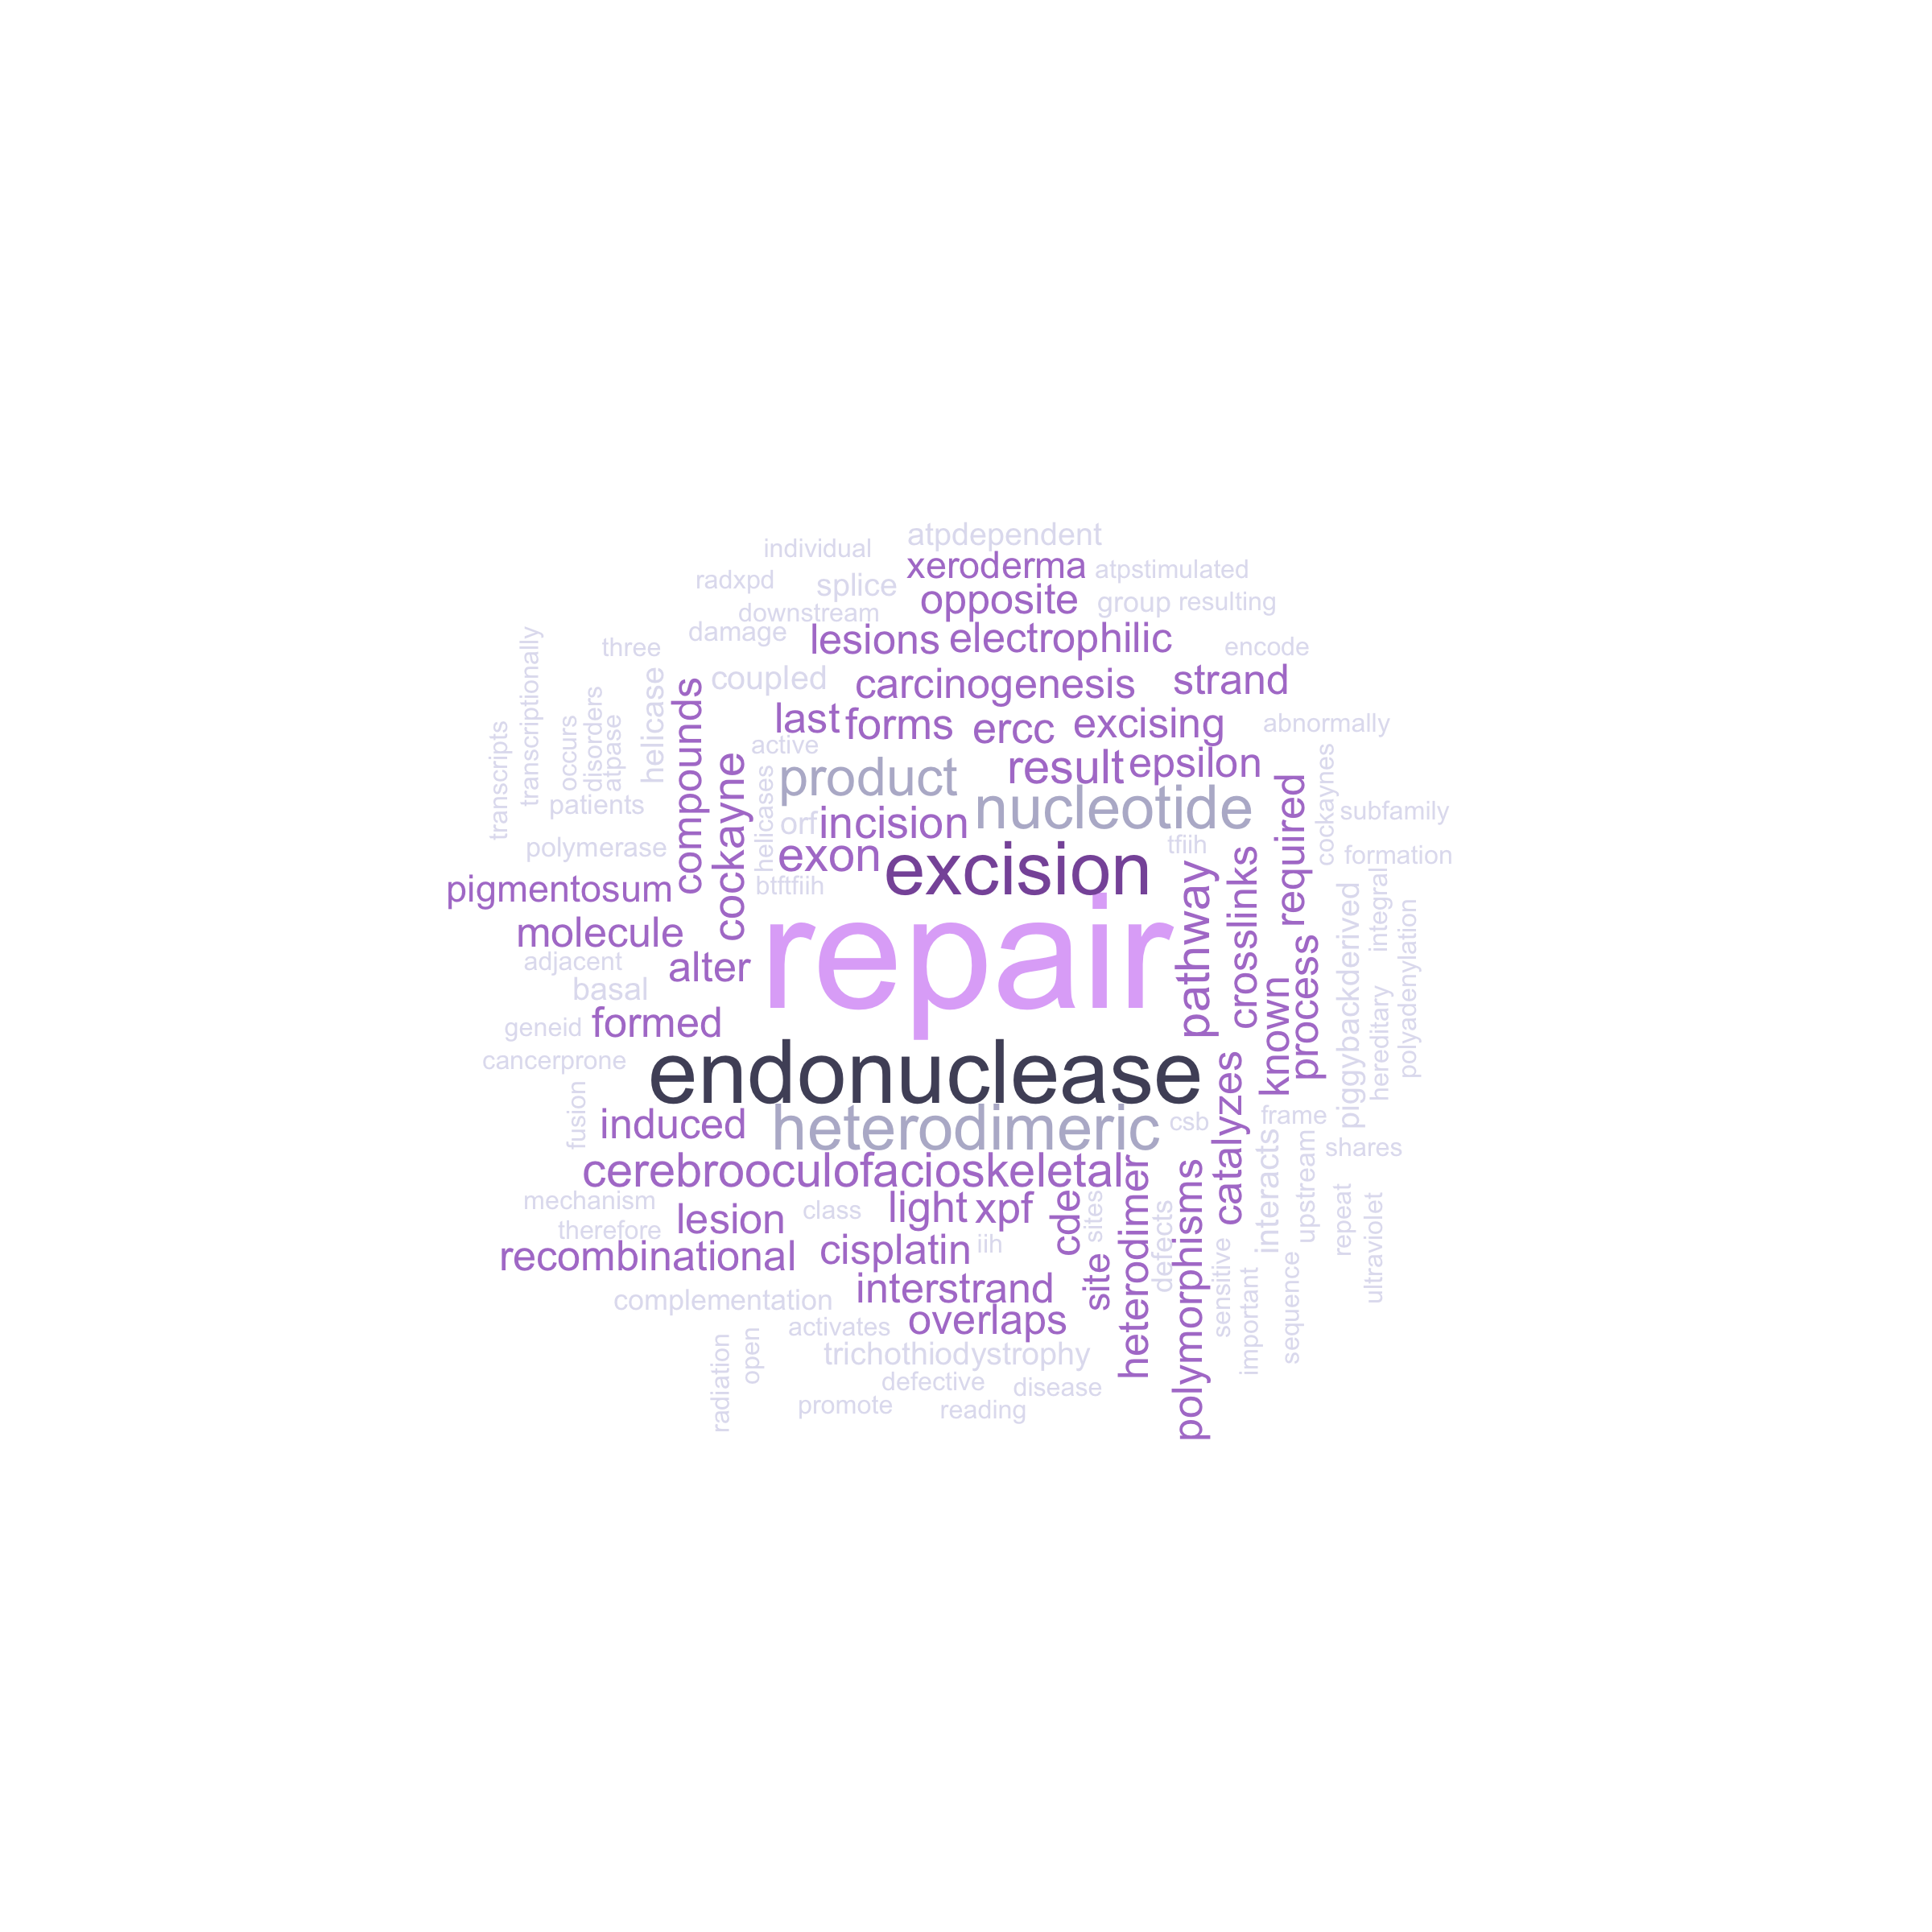 atpdependent
individual
xeroderma
atpstimulated
radxpd
splice
opposite
group
resulting
downstream
damage
lesions
electrophilic
encode
three
transcriptionally
helicase
coupled
carcinogenesis
strand
compounds
last
forms
ercc
excising
abnormally
transcripts
occurs
disorders
atpase
active
cockayne
product
result
epsilon
cockaynes
patients
helicases
orf
incision
nucleotide
required
subfamily
polymerase
exon
excision
tfiih
formation
pigmentosum
btftfiih
pathway
crosslinks
integral
molecule
repair
process
piggybackderived
polyadenylation
adjacent
alter
basal
known
hereditary
geneid
formed
cancerprone
endonuclease
catalyzes
fusion
induced
heterodimeric
csb
frame
shares
cerebrooculofacioskeletal
interacts
upstream
mechanism
class
light
xpf
cde
sites
heterodimer
polymorphisms
defects
repeat
ultraviolet
therefore
lesion
recombinational
cisplatin
iih
site
sensitive
important
sequence
interstrand
complementation
overlaps
activates
radiation
open
trichothiodystrophy
defective
disease
promote
reading